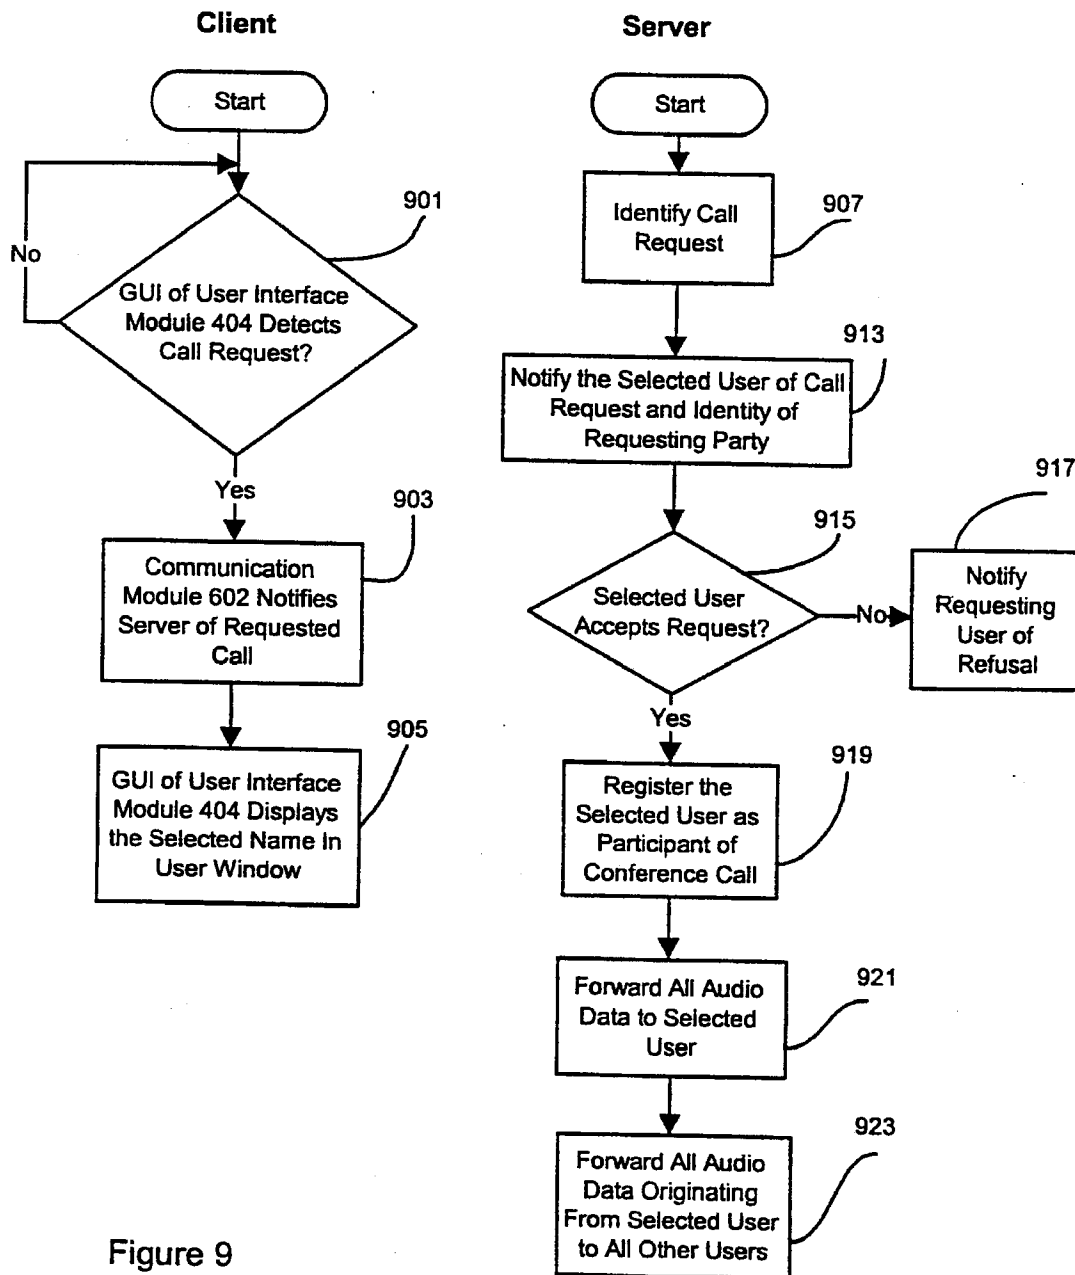 Client
Server
Start
901
No
GUI of User Interface
Module 404 Detects
Call Request?
Yes
903
Communication
Module 602 Notifies
Server of Requested
Call
905
GUI of User Interface
Module 404 Displays
the Selected Name In
User Window
Start
907
Identify Call
Request
913
Notify the Selected User of Call
Request and Identity of
Requesting Party
915
Selected User
Accepts Request?
No
917
Notify
Requesting
User of
Refusal
Yes
919
Register the
Selected User as
Participant of
Conference Call
921
Forward All Audio
Data to Selected
User
923
Forward All Audio
Data Originating
From Selected User
to All Other Users
Figure 9